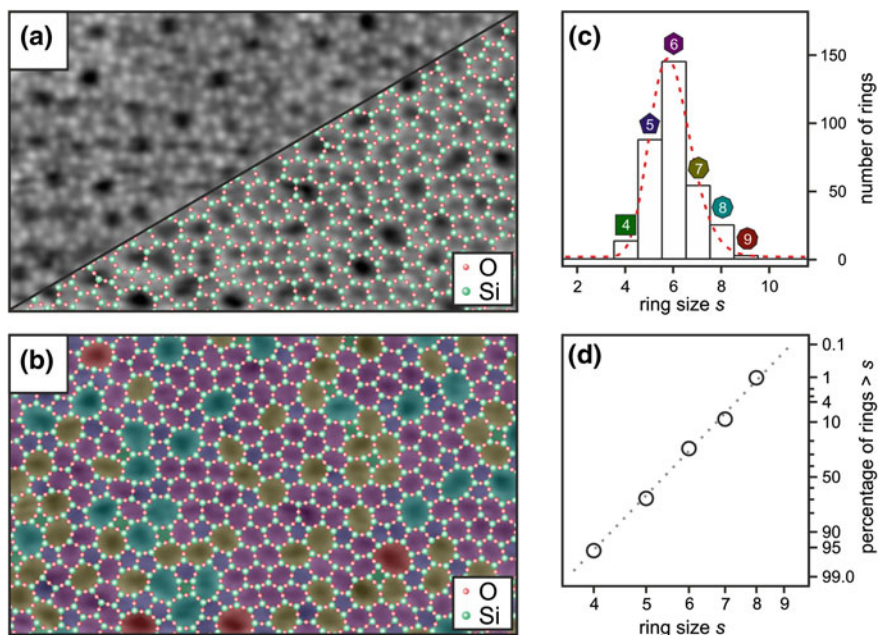 (a)
O
Si
(b)
O
Si
(c)
number of rings
150
100
50
0
4
5
6
7
8
9
2 4 6 8 10
ring size s
(d)
percentage of rings > s
0.1
1
4
10
50
90
95
99.0
4 5 6 7 8 9
ring size s